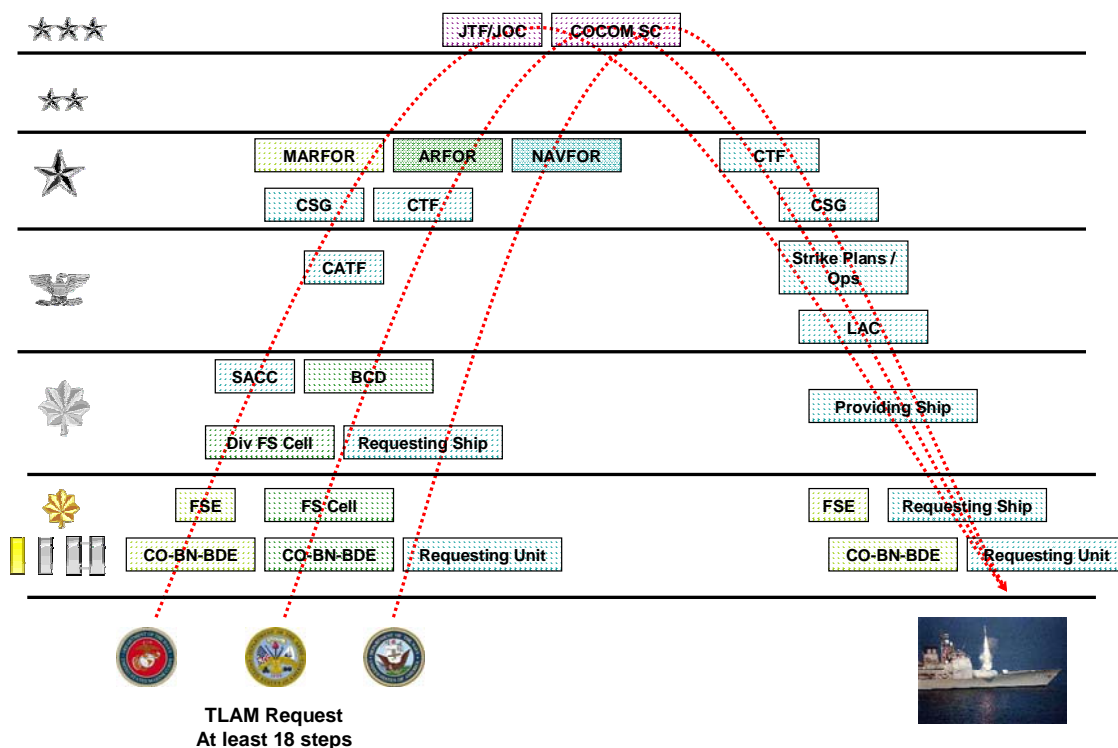 JTF/JOC
COCOM SC
MARFOR
ARFOR
NAVFOR
CTF
CSG
CTF
CSG
CATF
Strike Plans /
Ops
LAC
SACC
BCD
Providing Ship
Div FS Cell
Requesting Ship
FSE
FS Cell
FSE
Requesting Ship
CO-BN-BDE
CO-BN-BDE
Requesting Unit
CO-BN-BDE
Requesting Unit
TLAM Request
At least 18 steps